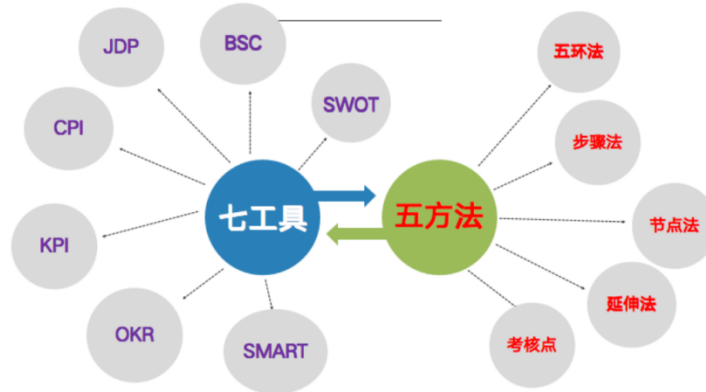 BSC
JDP
五环法
SWOT
CPI
步骤法
七工具
五方法
节点法
KPI
延伸法
OKR
考核点
SMART